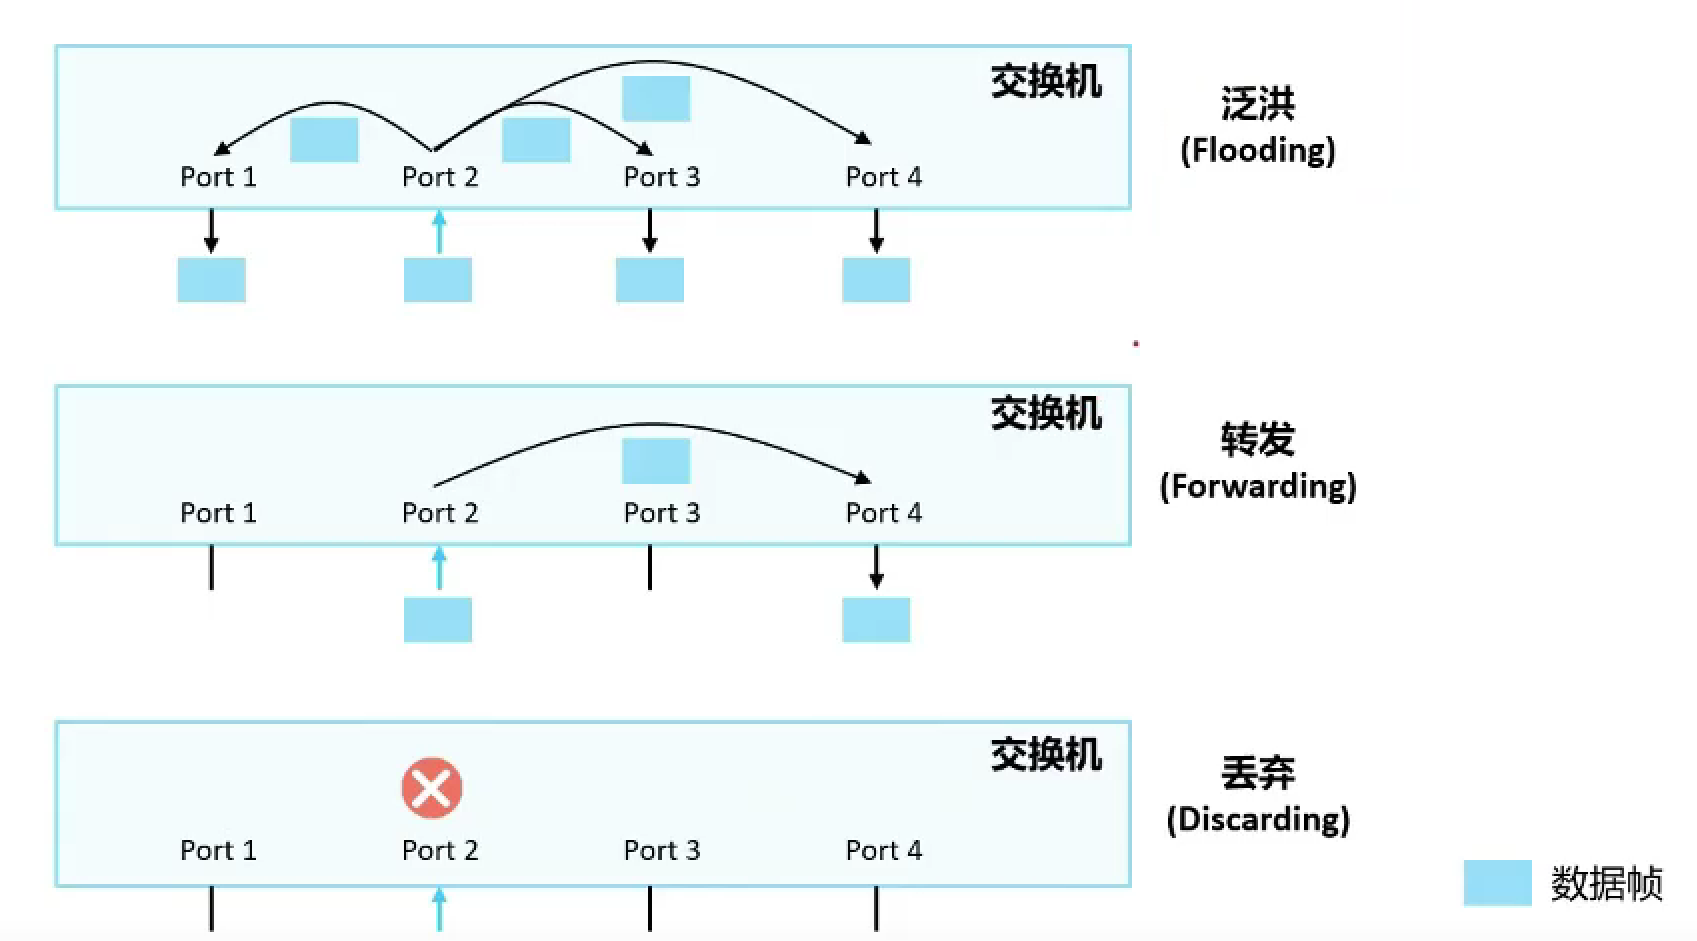 交换机
泛洪
(Flooding)
Port 1
Port 2
Port 3
Port 4
交换机
转发
(Forwarding)
Port 1
Port 2
Port 3
Port 4
交换机
丢弃
(Discarding)
Port 1
Port 2
Port 3
Port 4
数据帧